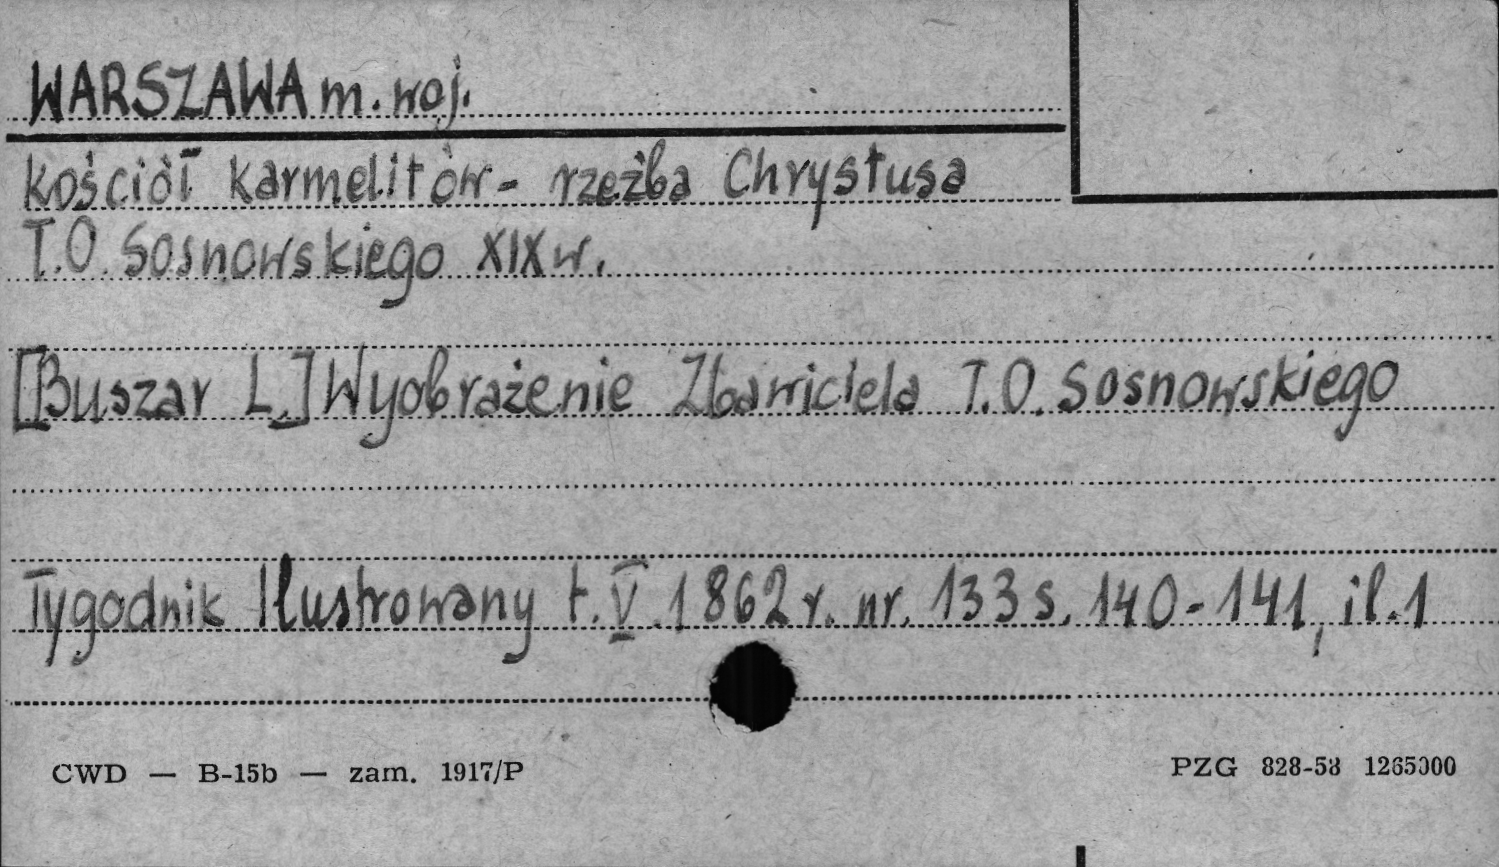 WARSZAWA m. woj.
kościół karmelitów - rzeźba Chrystusa
T.O. Sosnowskiego XIX w.
[Buszar L.] Wyobrażenie Zbawiciela T.O. Sosnowskiego
Tygodnik Ilustrowany t. V. 1862 r. nr. 133 s. 140-141, il. 1
CWD — B-15b — zam. 1917/P
PZG 828-58 1265000